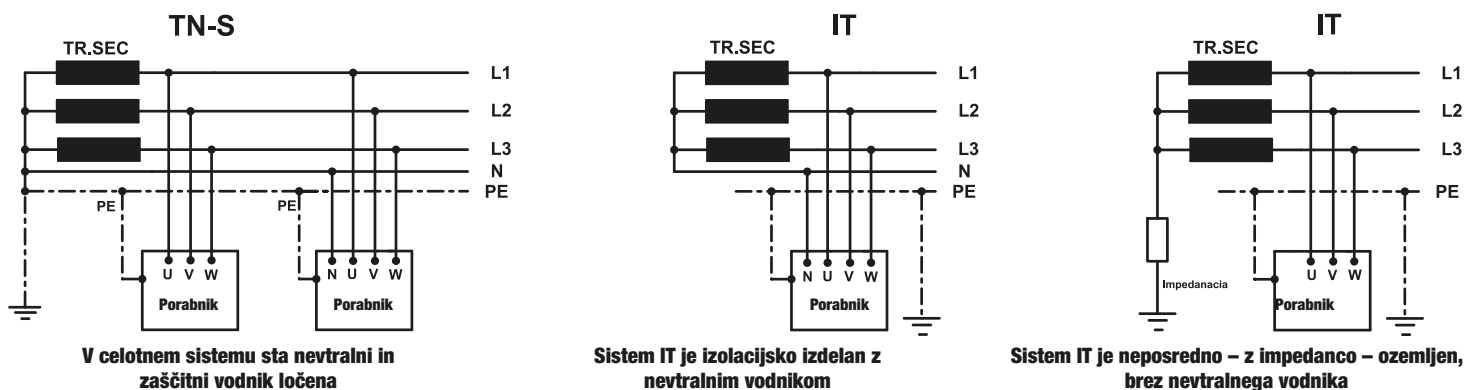 TN-S
TR.SEC
L1
L2
L3
N
PE
PE
PE
U V W
Porabnik
N U V W
Porabnik
V celotnem sistemu sta nevtralni in
zaščitni vodnik ločena
IT
TR.SEC
L1
L2
L3
N
PE
N U V W
Porabnik
Sistem IT je izolacijsko izdelan z
nevtralnim vodnikom
IT
TR.SEC
L1
L2
L3
PE
Impedanacia
U V W
Porabnik
Sistem IT je neposredno – z impedanco – ozemljen,
brez nevtralnega vodnika